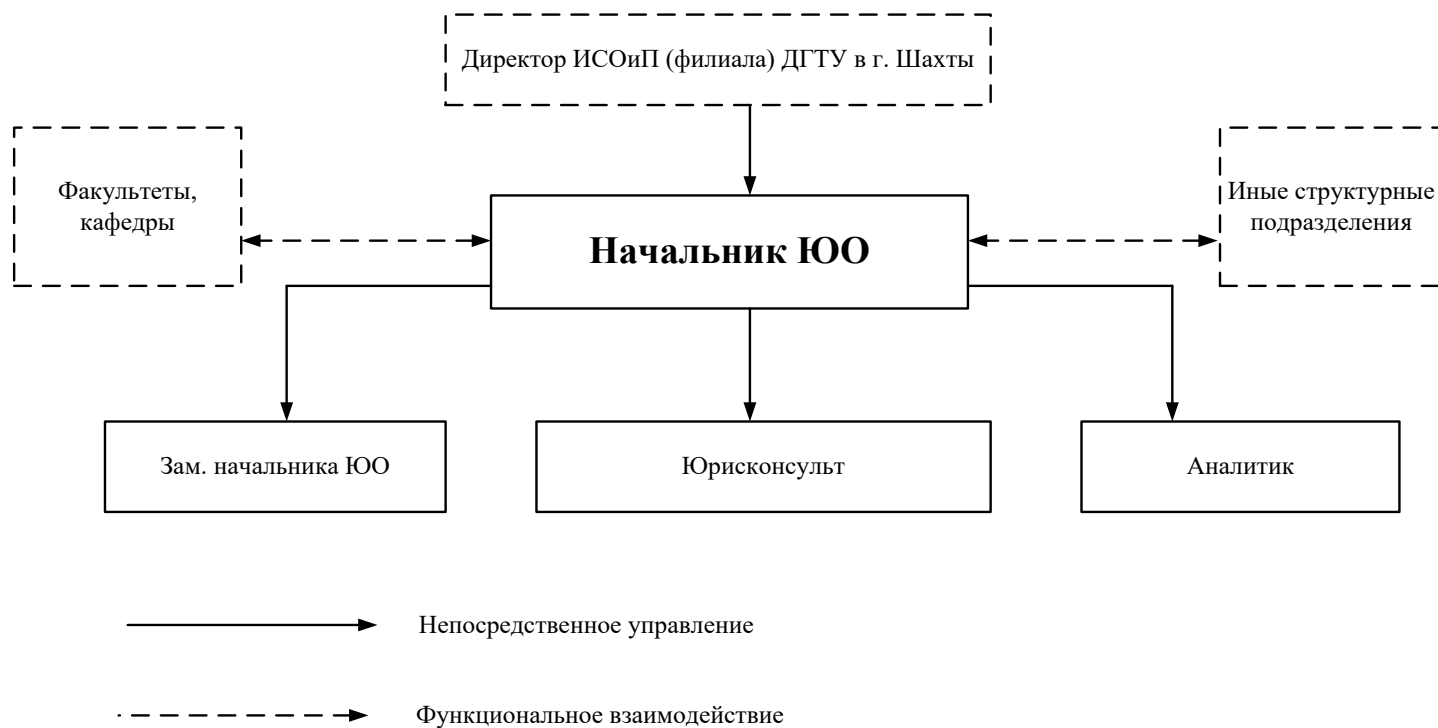 Директор ИСОиП (филиала) ДГТУ в г. Шахты
Факультеты,
кафедры
Начальник ЮО
Иные структурные
подразделения
Зам. начальника ЮО
Юрисконсульт
Аналитик
Непосредственное управление
Функциональное взаимодействие